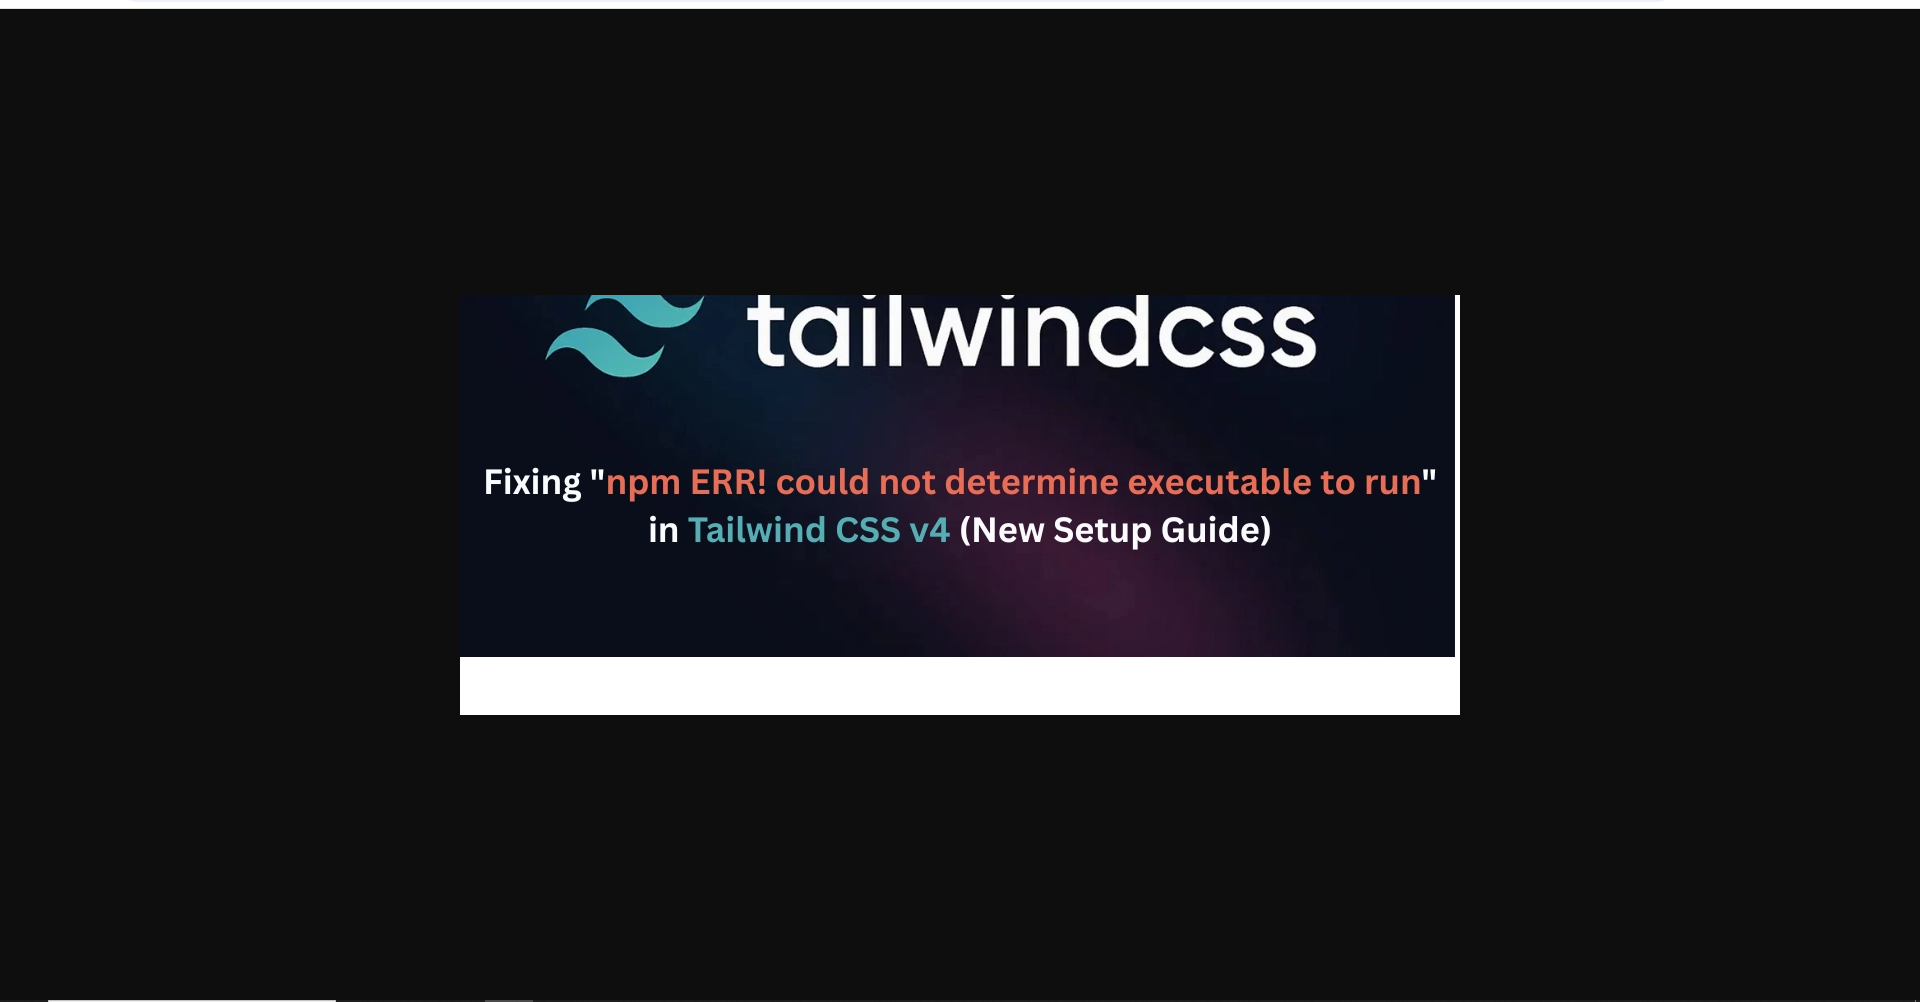 tailwindcss
Fixing "npm ERR! could not determine executable to run"
in Tailwind CSS v4 (New Setup Guide)